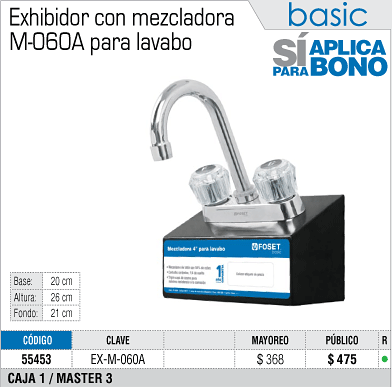 Exhibidor con mezcladora
M-060A para lavabo
basic
SÍ APLICA
PARA BONO
Mezcladora 4" para lavabo
FOSET
Base: 20 cm
Altura: 26 cm
Fondo: 21 cm
CÓDIGO CLAVE MAYOREO PÚBLICO R
55453 EX-M-060A $ 368 $ 475
CAJA 1 / MASTER 3